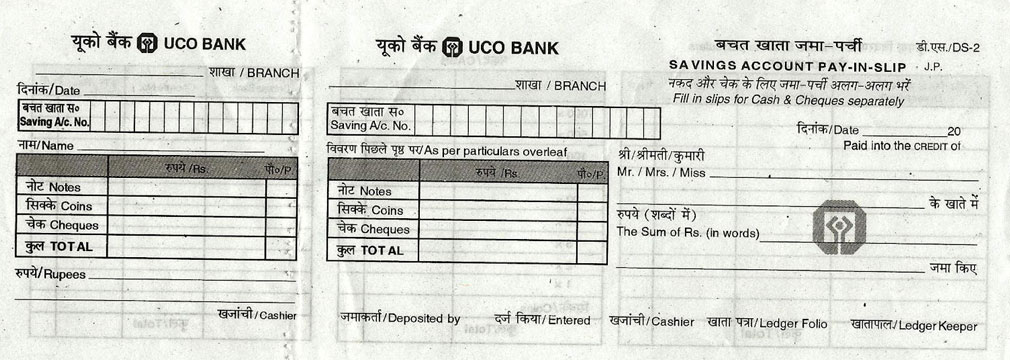 यूको बैंक UCO BANK
शाखा / BRANCH
दिनांक/Date
बचत खाता स०
Saving A/c. No.
नाम/Name
रुपये /Rs. पौ०/P.
नोट Notes
सिक्के Coins
चेक Cheques
कुल TOTAL
रुपये/Rupees
खजांची/Cashier
यूको बैंक UCO BANK
शाखा / BRANCH
बचत खाता स०
Saving A/c. No.
विवरण पिछले पृष्ठ पर/As per particulars overleaf
रुपये /Rs. पौ०/P.
नोट Notes
सिक्के Coins
चेक Cheques
कुल TOTAL
जमाकर्ता/Deposited by दर्ज किया/Entered खजांची/Cashier खाता पन्ना/Ledger Folio खातापाल/Ledger Keeper
बचत खाता जमा-पर्ची डी.एस./DS-2
SAVINGS ACCOUNT PAY-IN-SLIP J.P.
नकद और चेक के लिए जमा-पर्ची अलग-अलग भरें
Fill in slips for Cash & Cheques separately
दिनांक/Date 20
Paid into the CREDIT of
श्री/श्रीमती/कुमारी
Mr. / Mrs. / Miss
के खाते में
रुपये (शब्दों में)
The Sum of Rs. (in words)
जमा किए